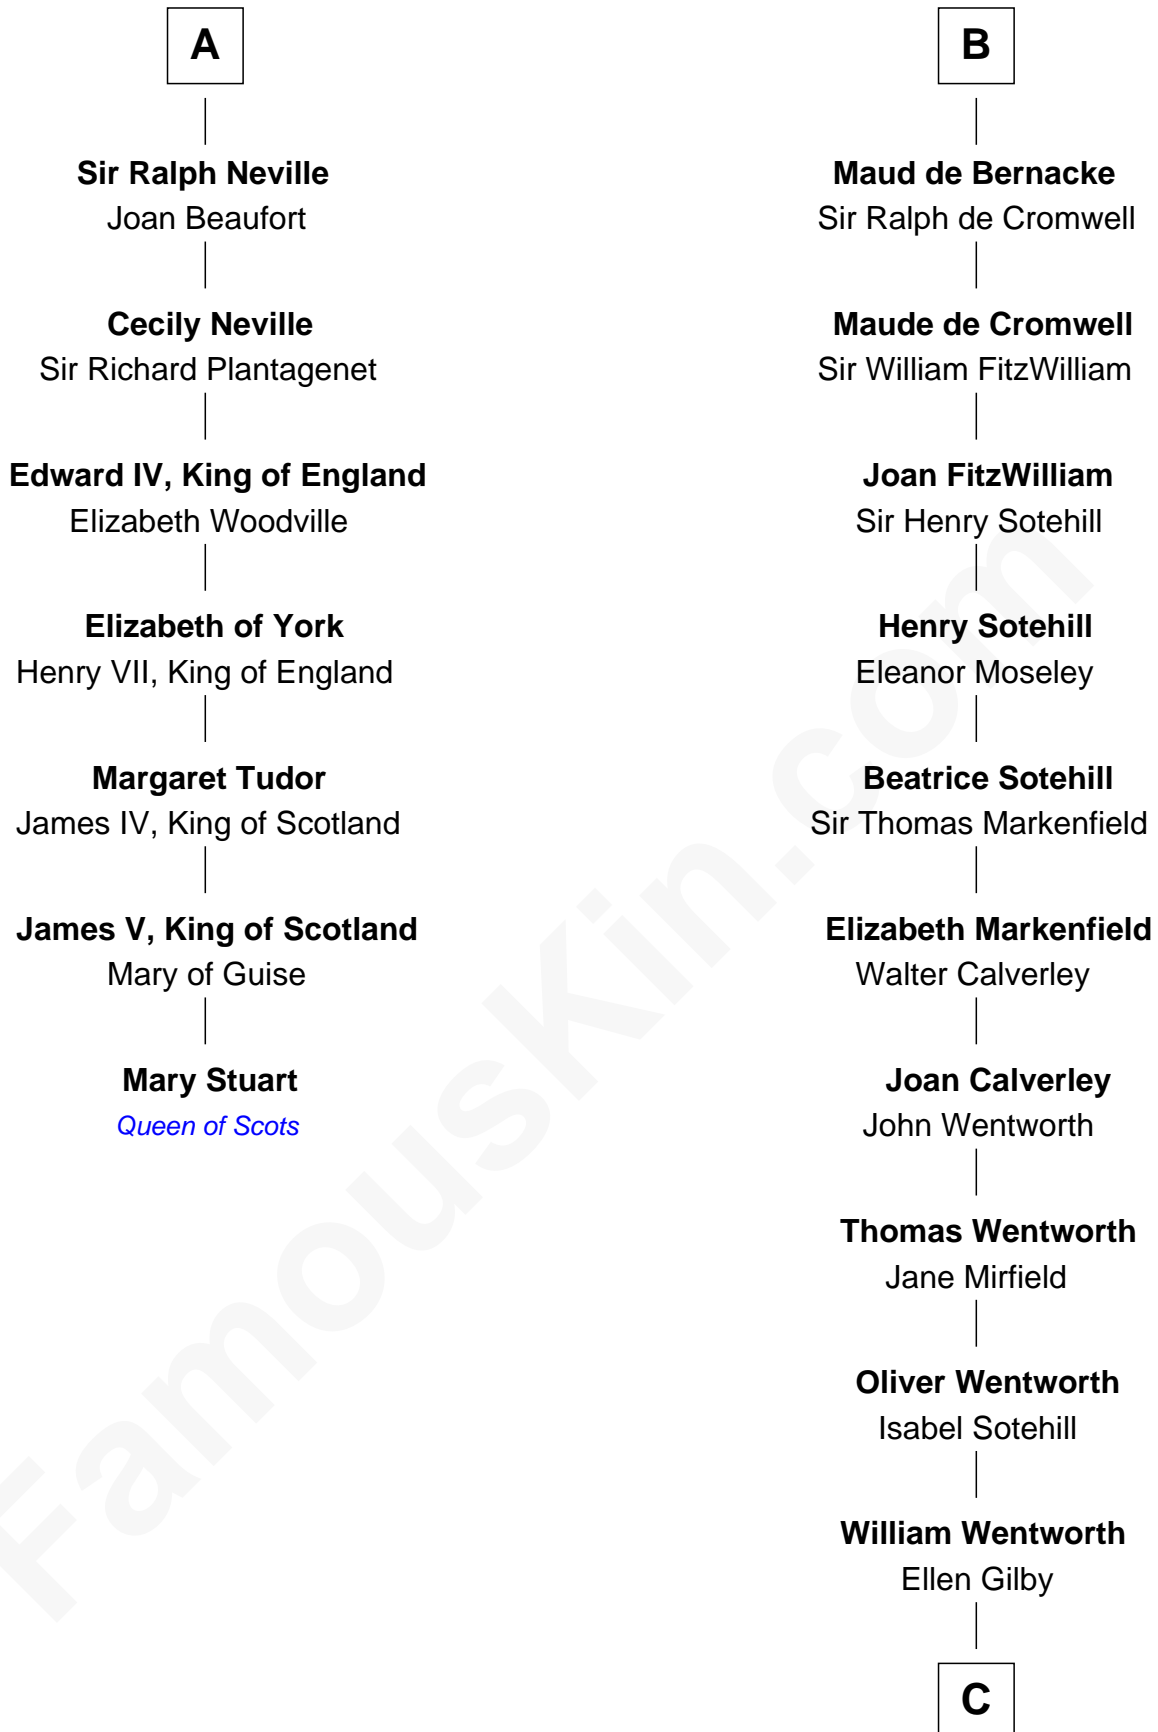 A
Sir Ralph Neville
Joan Beaufort
Cecily Neville
Sir Richard Plantagenet
Edward IV, King of England
Elizabeth Woodville
Elizabeth of York
Henry VII, King of England
Margaret Tudor
James IV, King of Scotland
James V, King of Scotland
Mary of Guise
Mary Stuart
Queen of Scots
B
Maud de Bernacke
Sir Ralph de Cromwell
Maude de Cromwell
Sir William FitzWilliam
Joan FitzWilliam
Sir Henry Sotehill
Henry Sotehill
Eleanor Moseley
Beatrice Sotehill
Sir Thomas Markenfield
Elizabeth Markenfield
Walter Calverley
Joan Calverley
John Wentworth
Thomas Wentworth
Jane Mirfield
Oliver Wentworth
Isabel Sotehill
William Wentworth
Ellen Gilby
C
FamousKin.com